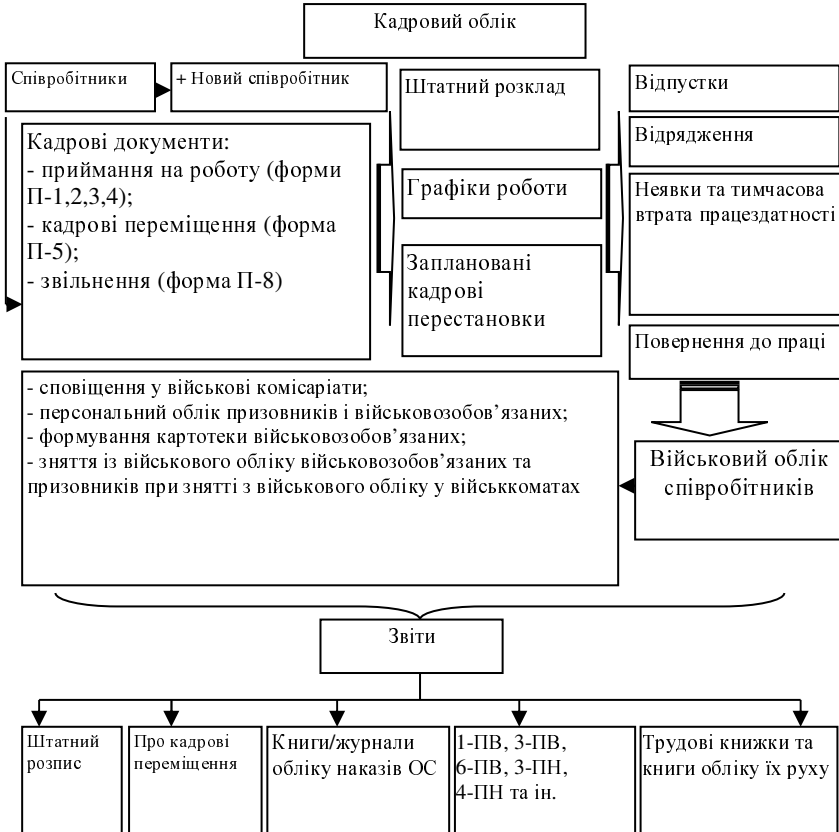 Кадровий облік
Співробітники
+ Новий співробітник
Кадрові документи:
- приймання на роботу (форми
П-1,2,3,4);
- кадрові переміщення (форма
П-5);
- звільнення (форма П-8)
Штатний розклад
Графіки роботи
Заплановані
кадрові
перестановки
Відпустки
Відрядження
Неявки та тимчасова
втрата працездатності
Повернення до праці
Військовий облік
співробітників
- сповіщення у військові комісаріати;
- персональний облік призовників і військовозобов’язаних;
- формування картотеки військовозобов’язаних;
- зняття із військового обліку військовозобов’язаних та
призовників при знятті з військового обліку у військкоматах
Звіти
Штатний
розпис
Про кадрові
переміщення
Книги/журнали
обліку наказів ОС
1-ПВ, 3-ПВ,
6-ПВ, 3-ПН,
4-ПН та ін.
Трудові книжки та
книги обліку їх руху